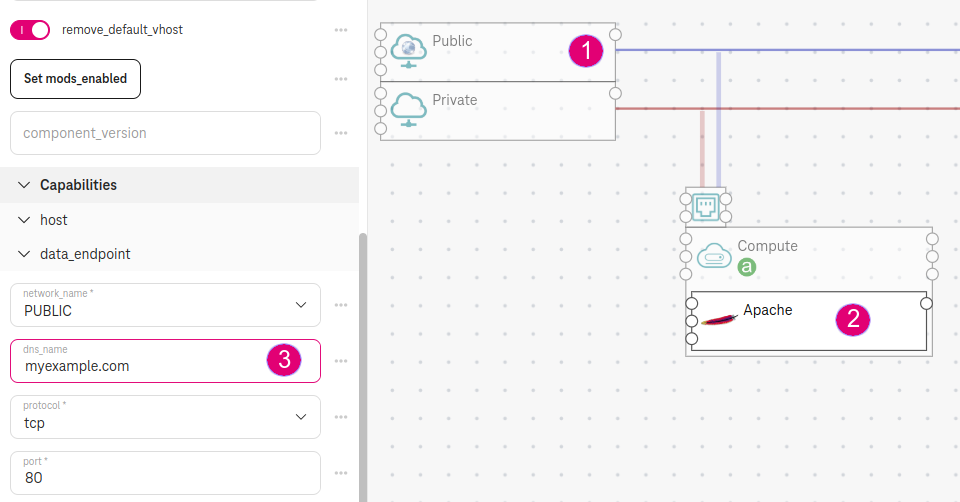 remove_default_vhost
Set mods_enabled
component_version
Capabilities
host
data_endpoint
network_name *
PUBLIC
dns_name
myexample.com
3
protocol *
tcp
port *
80
Public
1
Private
Compute
a
Apache
2